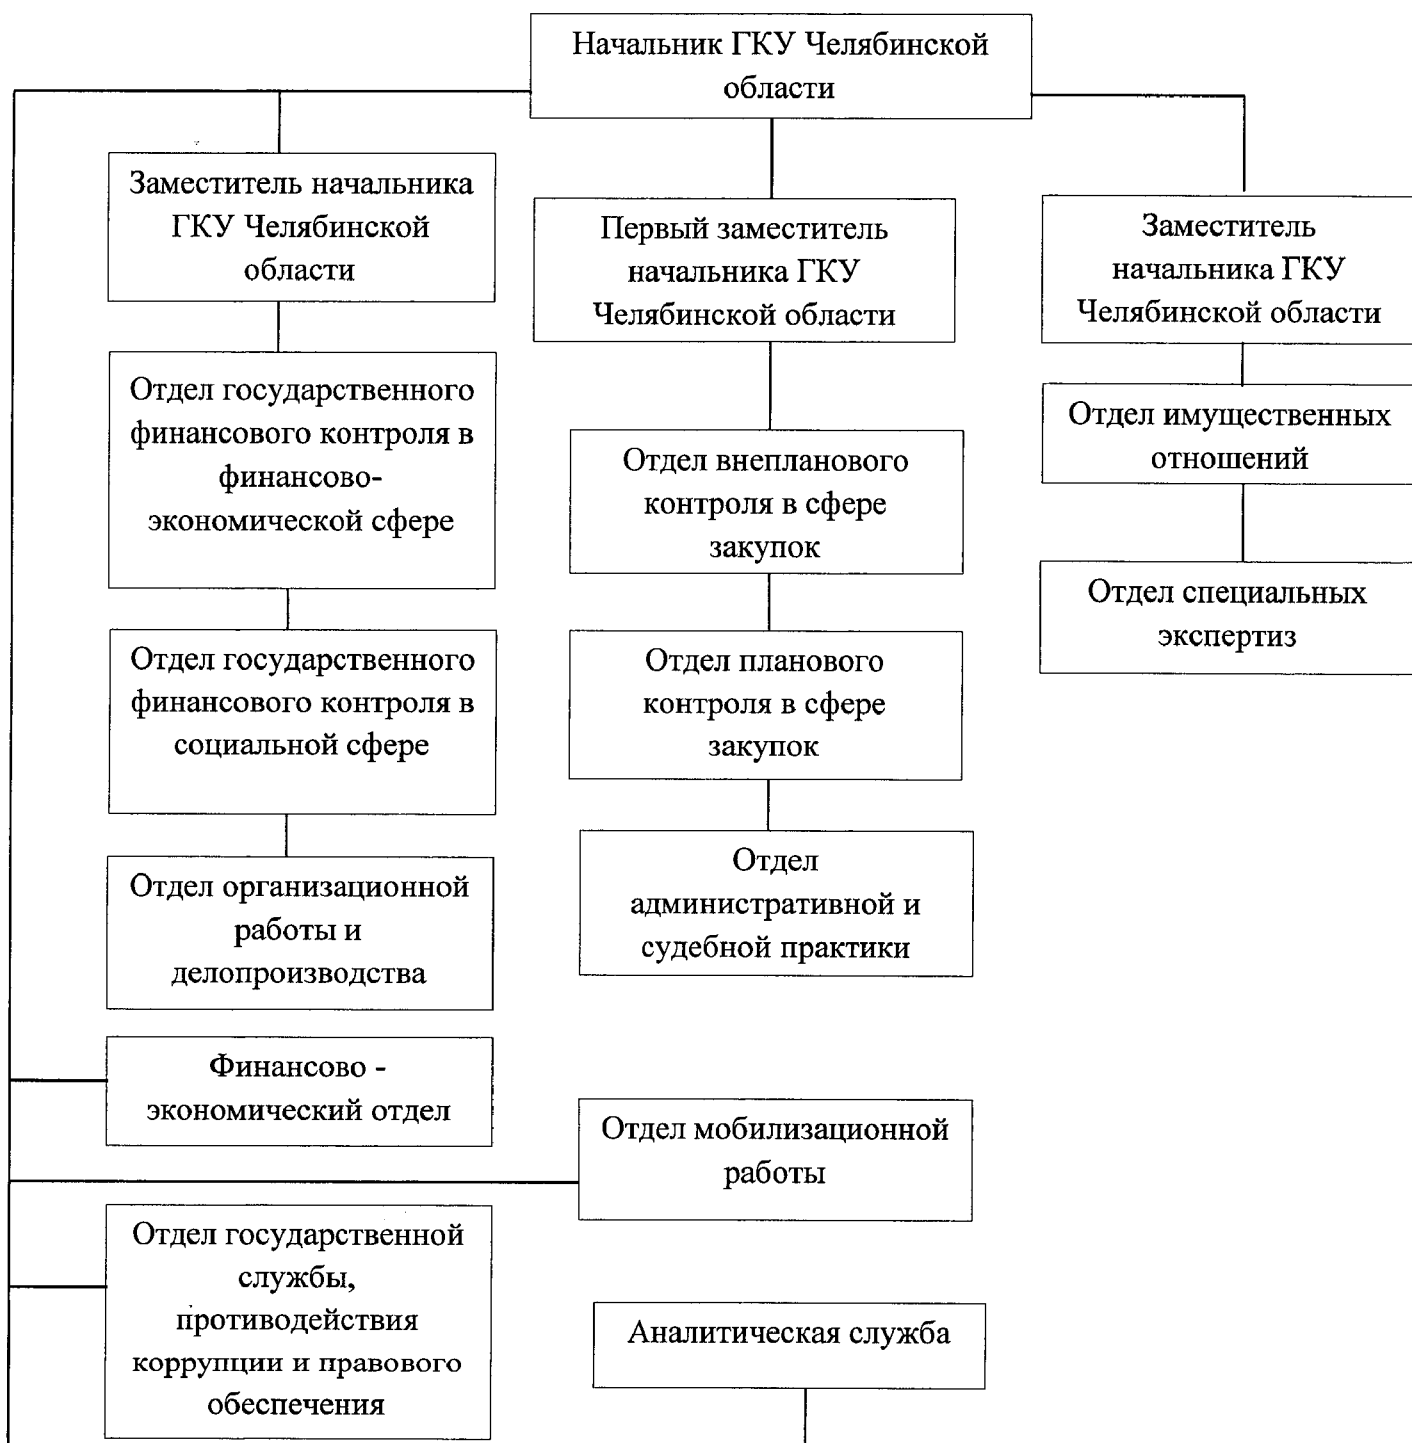 Начальник ГКУ Челябинской
области
Заместитель начальника
ГКУ Челябинской
области
Первый заместитель
начальника ГКУ
Челябинской области
Заместитель
начальника ГКУ
Челябинской области
Отдел государственного
финансового контроля в
финансово-
экономической сфере
Отдел внепланового
контроля в сфере
закупок
Отдел имущественных
отношений
Отдел специальных
экспертиз
Отдел государственного
финансового контроля в
социальной сфере
Отдел планового
контроля в сфере
закупок
Отдел организационной
работы и
делопроизводства
Отдел
административной и
судебной практики
Финансово -
экономический отдел
Отдел мобилизационной
работы
Отдел государственной
службы,
противодействия
коррупции и правового
обеспечения
Аналитическая служба